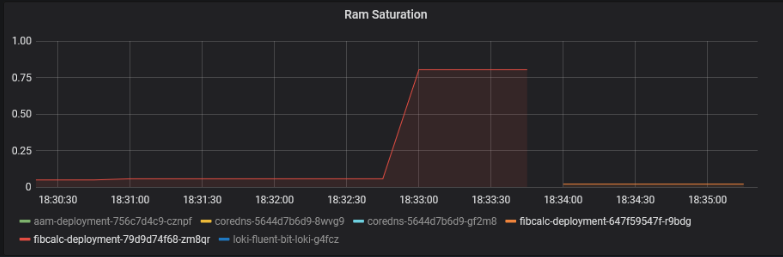 Ram Saturation
1.00
0.75
0.50
0.25
0
18:30:30 18:31:00 18:31:30 18:32:00 18:32:30 18:33:00 18:33:30 18:34:00 18:34:30 18:35:00
aam-deployment-756c7d4c9-cznpf coredns-5644d7b6d9-8wvg9 coredns-5644d7b6d9-gf2m8 fibcalc-deployment-647f59547f-r9bdg
fibcalc-deployment-79d9d74f68-zm8qr loki-fluent-bit-loki-g4fcz